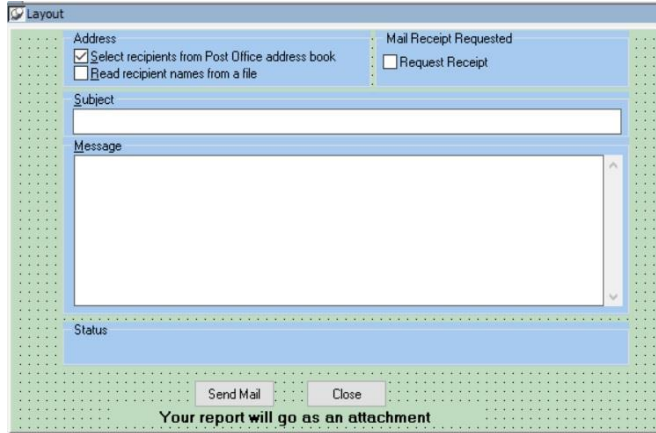 Layout
Address
Select recipients from Post Office address book
Read recipient names from a file
Mail Receipt Requested
Request Receipt
Subject
Message
Status
Send Mail
Close
Your report will go as an attachment